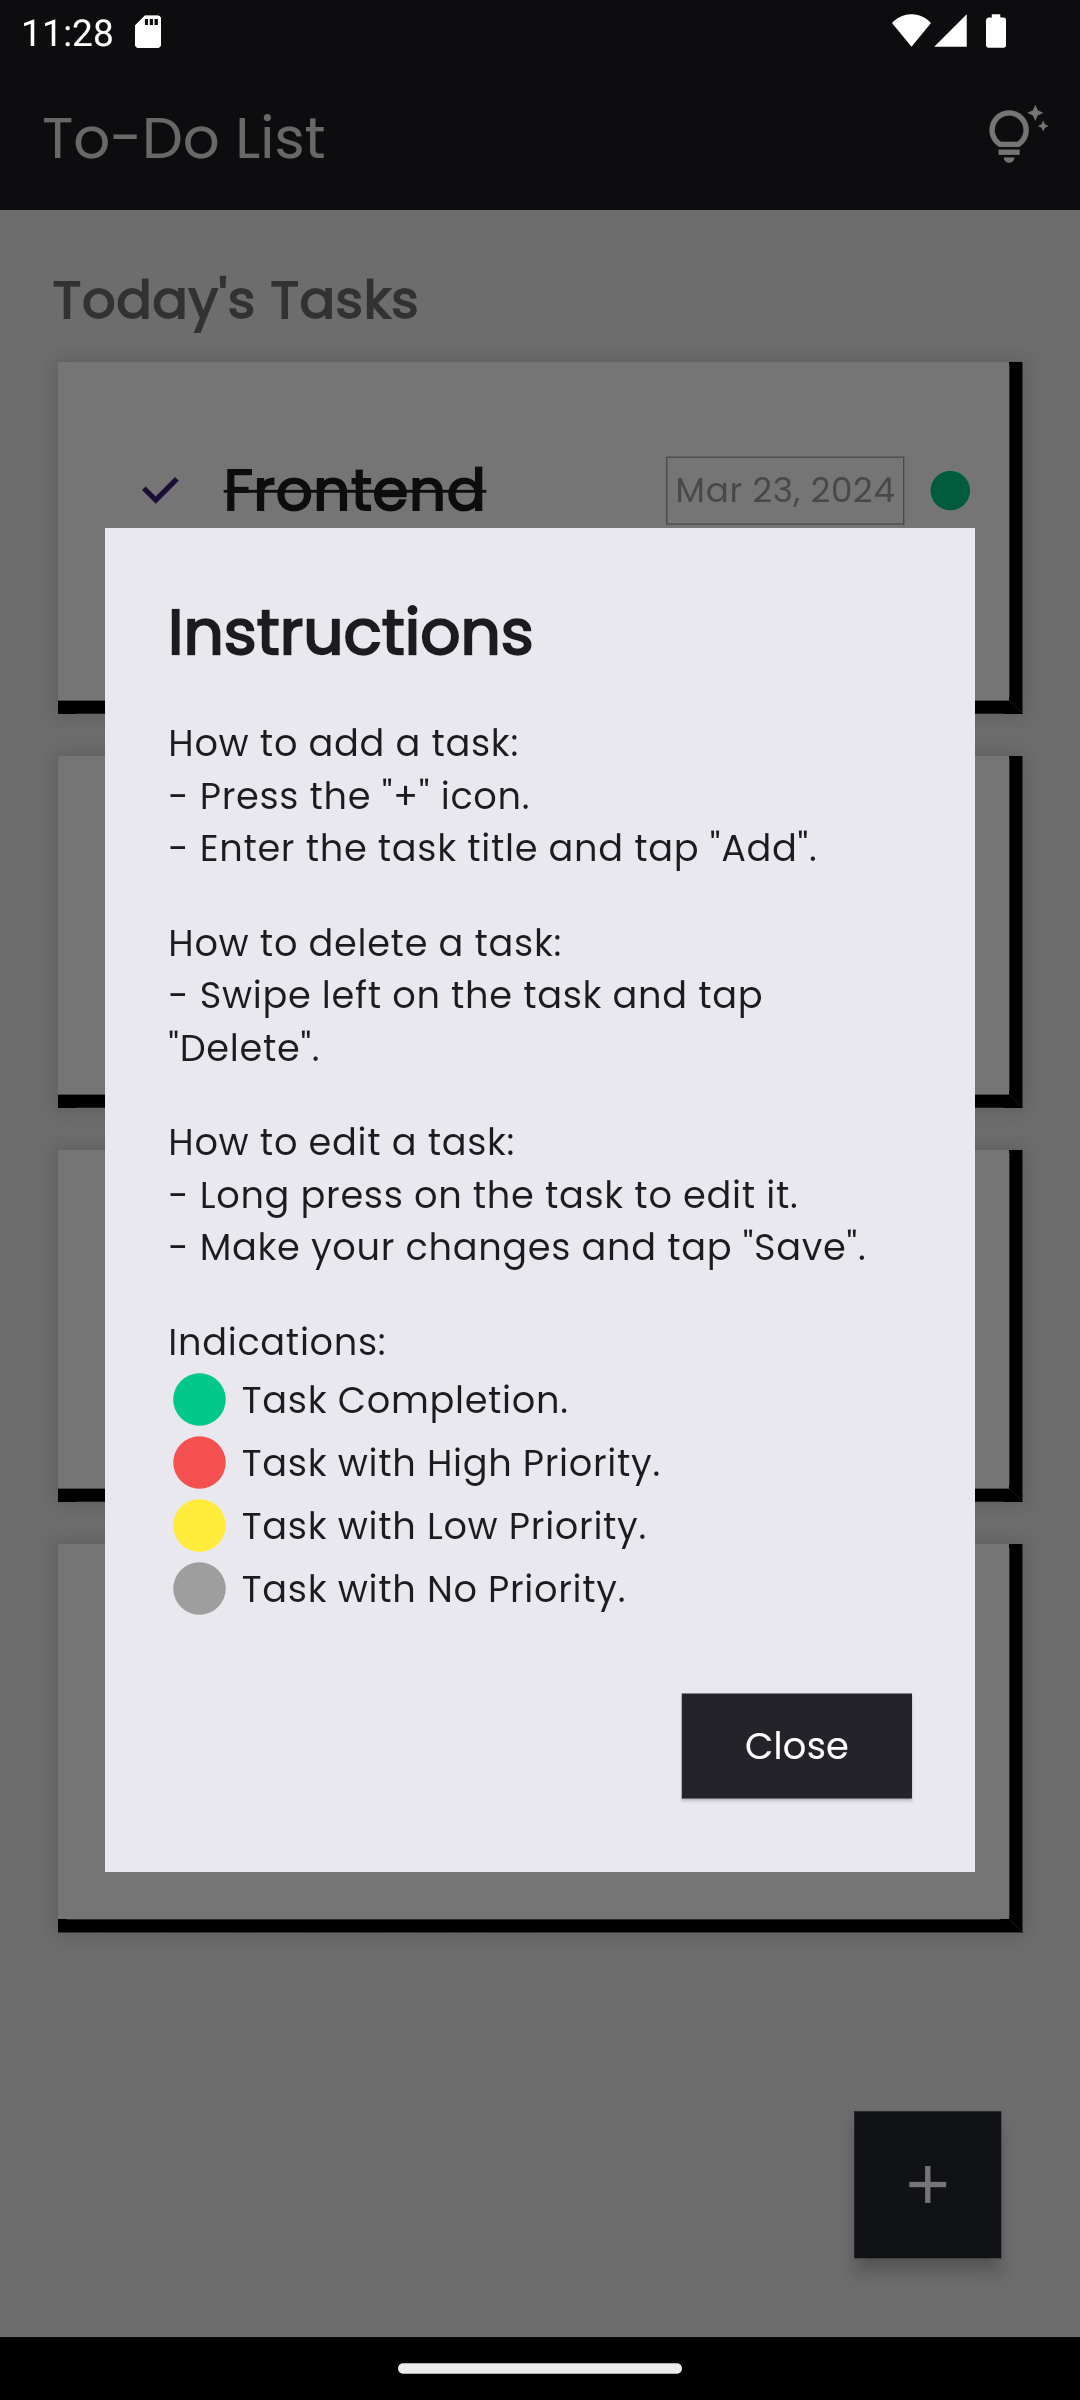 11:28
To-Do List
Today's Tasks
Frontend
Mar 23, 2024
Instructions
How to add a task:
- Press the "+" icon.
- Enter the task title and tap "Add".
How to delete a task:
- Swipe left on the task and tap
"Delete".
How to edit a task:
- Long press on the task to edit it.
- Make your changes and tap "Save".
Indications:
Task Completion.
Task with High Priority.
Task with Low Priority.
Task with No Priority.
Close
+